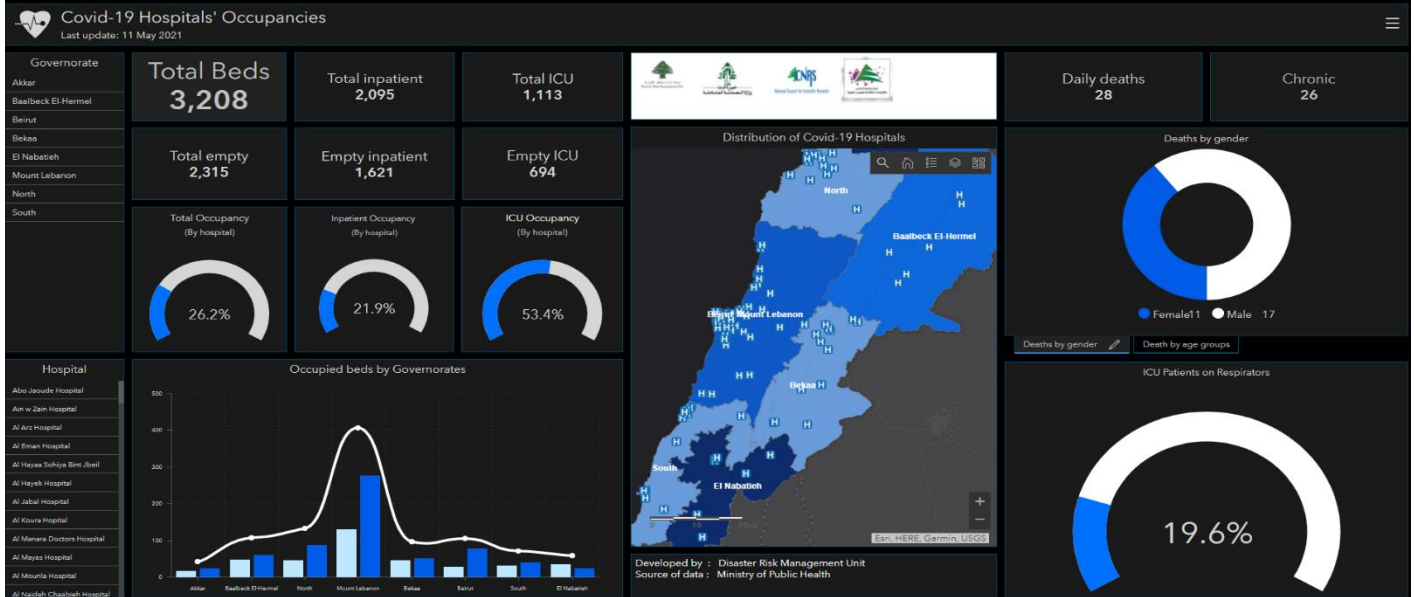 Covid-19 Hospitals' Occupancies
Last update: 11 May 2021
Governorate
Akkar
Baalbeck El-Hermel
Beirut
Bekaa
El Nabatieh
Mount Lebanon
North
South
Total Beds
3,208
Total inpatient
2,095
Total ICU
1,113
Total empty
2,315
Empty inpatient
1,621
Empty ICU
694
Total Occupancy
(By hospital)
26.2%
Inpatient Occupancy
(By hospital)
21.9%
ICU Occupancy
(By hospital)
53.4%
CNRS
Distribution of Covid-19 Hospitals
North
Baalbeck El-Hermel
Mount Lebanon
Bekaa
South
El Nabatieh
0 10
Esri, HERE, Garmin, USGS
Developed by : Disaster Risk Management Unit
Source of data : Ministry of Public Health
Daily deaths
28
Chronic
26
Deaths by gender
Female11 Male 17
Deaths by gender
Death by age groups
ICU Patients on Respirators
19.6%
Hospital
Abo Jaoude Hospital
Ain w Zain Hospital
Al Arz Hospital
Al Eman Hospital
Al Hayaa Sohiya Bint Jbeil
Al Hayek Hospital
Al Jabal Hospital
Al Koura Hopital
Al Manara Doctors Hospital
Al Mayas Hospital
Al Mounla Hospital
Al Najdeh Chaabieh Hospital
Occupied beds by Governorates
500
400
300
200
100
0
Akkar Baalbeck El-Hermel North Mount Lebanon Bekaa Beirut South El Nabatieh